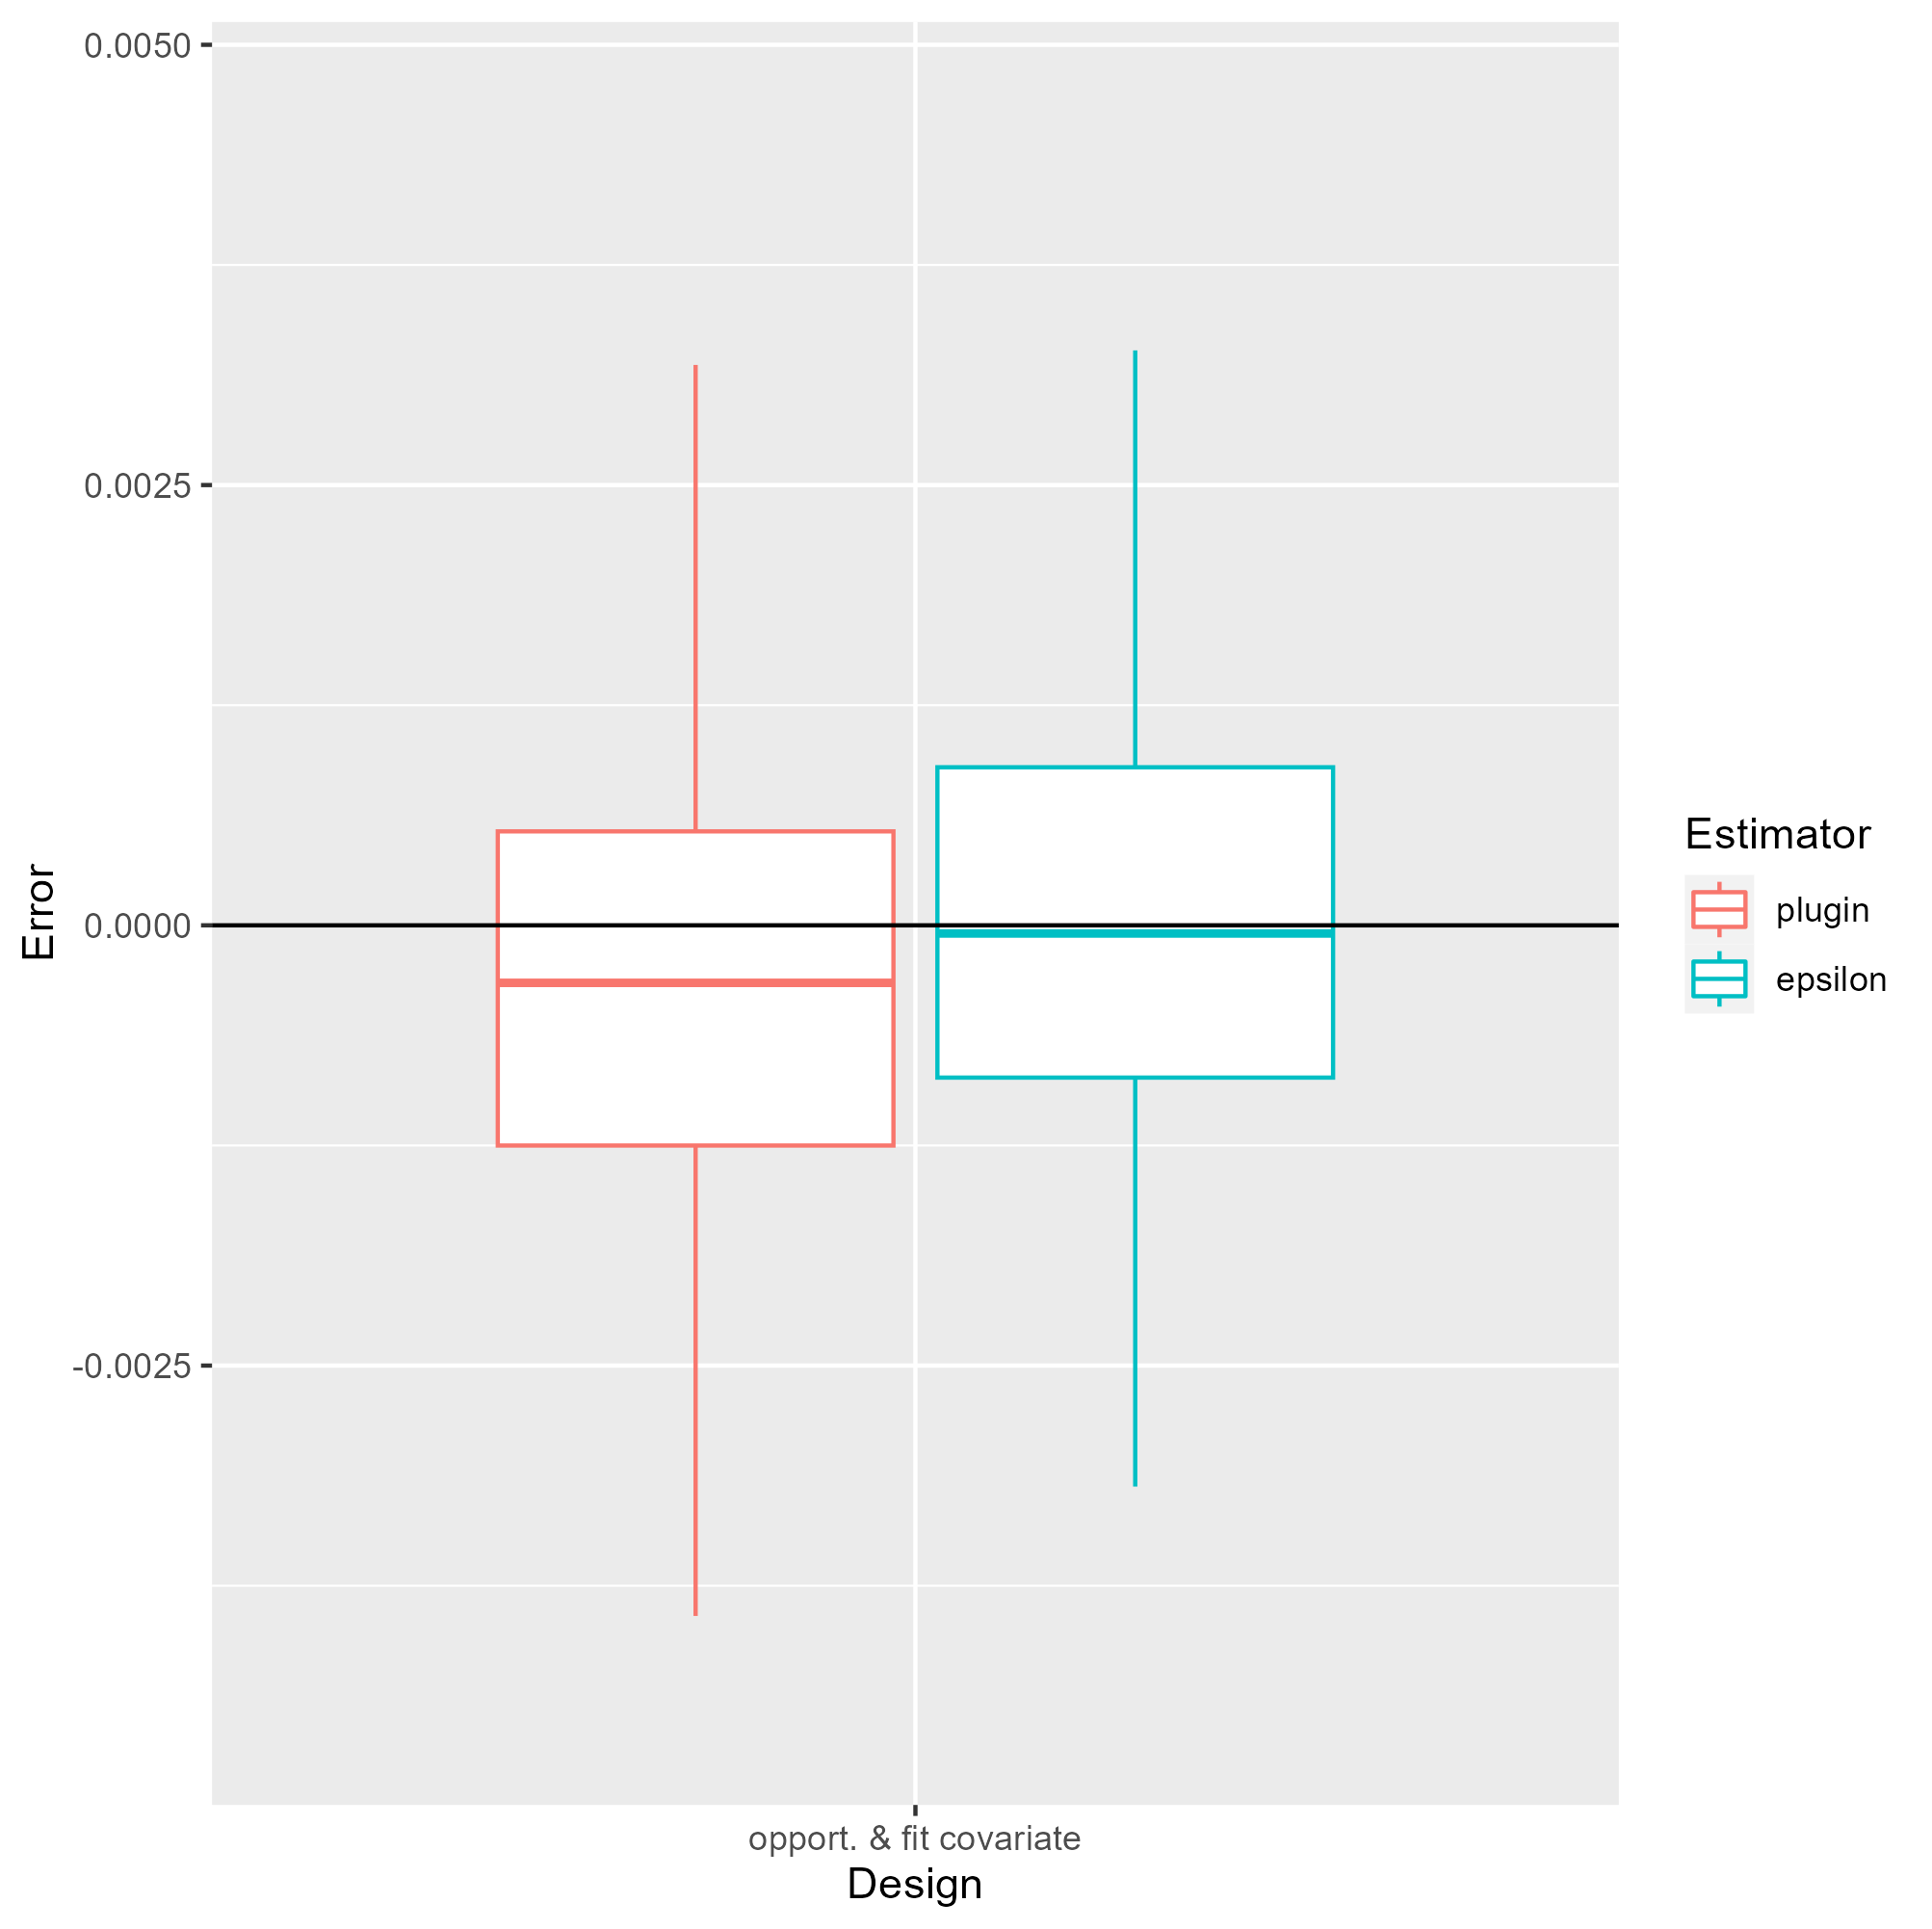 0.0050
0.0025
0.0000
-0.0025
Error
opport. & fit covariate
Design
Estimator
plugin
epsilon